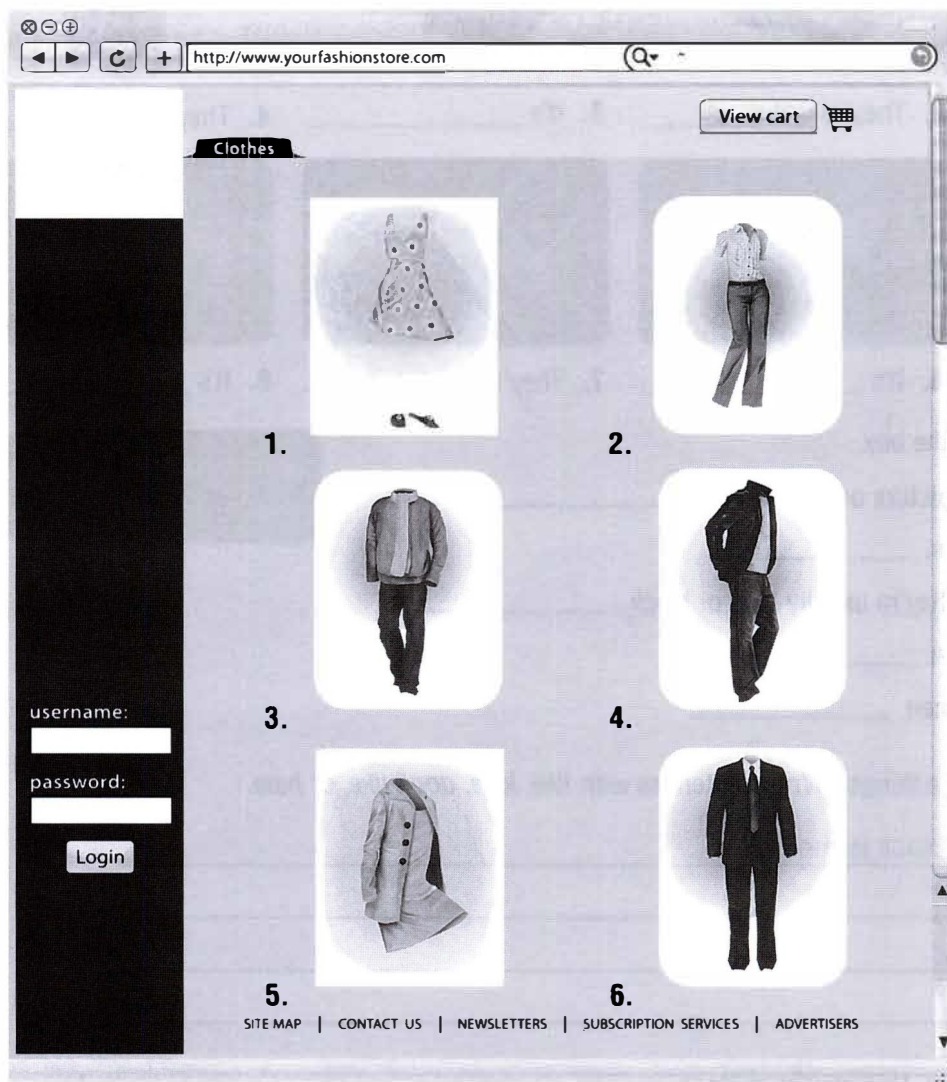 http://www.yourfashionstore.com
View cart
Clothes
1.
2.
3.
4.
username:
password:
Login
5.
6.
SITE MAP | CONTACT US | NEWSLETTERS | SUBSCRIPTION SERVICES | ADVERTISERS